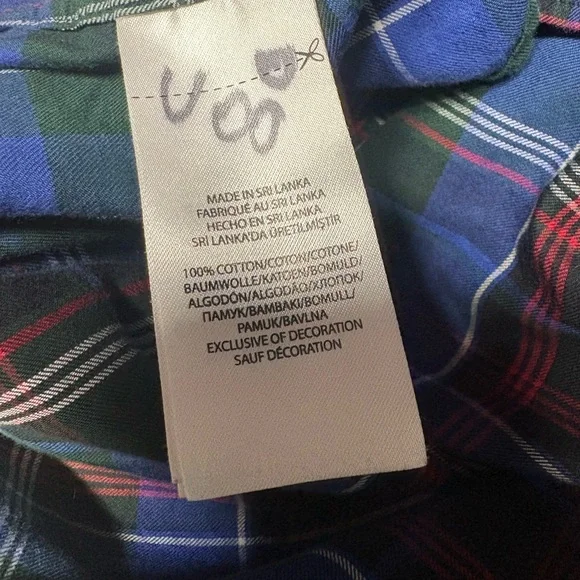 MADE IN SRI LANKA
FABRIQUÉ AU SRI LANKA
HECHO EN SRI LANKA
SRİ LANKA'DA ÜRETİLMİŞTİR
100% COTTON/COTON/COTONE/
BAUMWOLLE/KATOEN/BOMULD/
ALGODÓN/ALGODÃO/ХЛОПОК/
ПАМУК/ΒΑΜΒΑΚΙ/BOMULL/
PAMUK/BAVLNA
EXCLUSIVE OF DECORATION
SAUF DÉCORATION